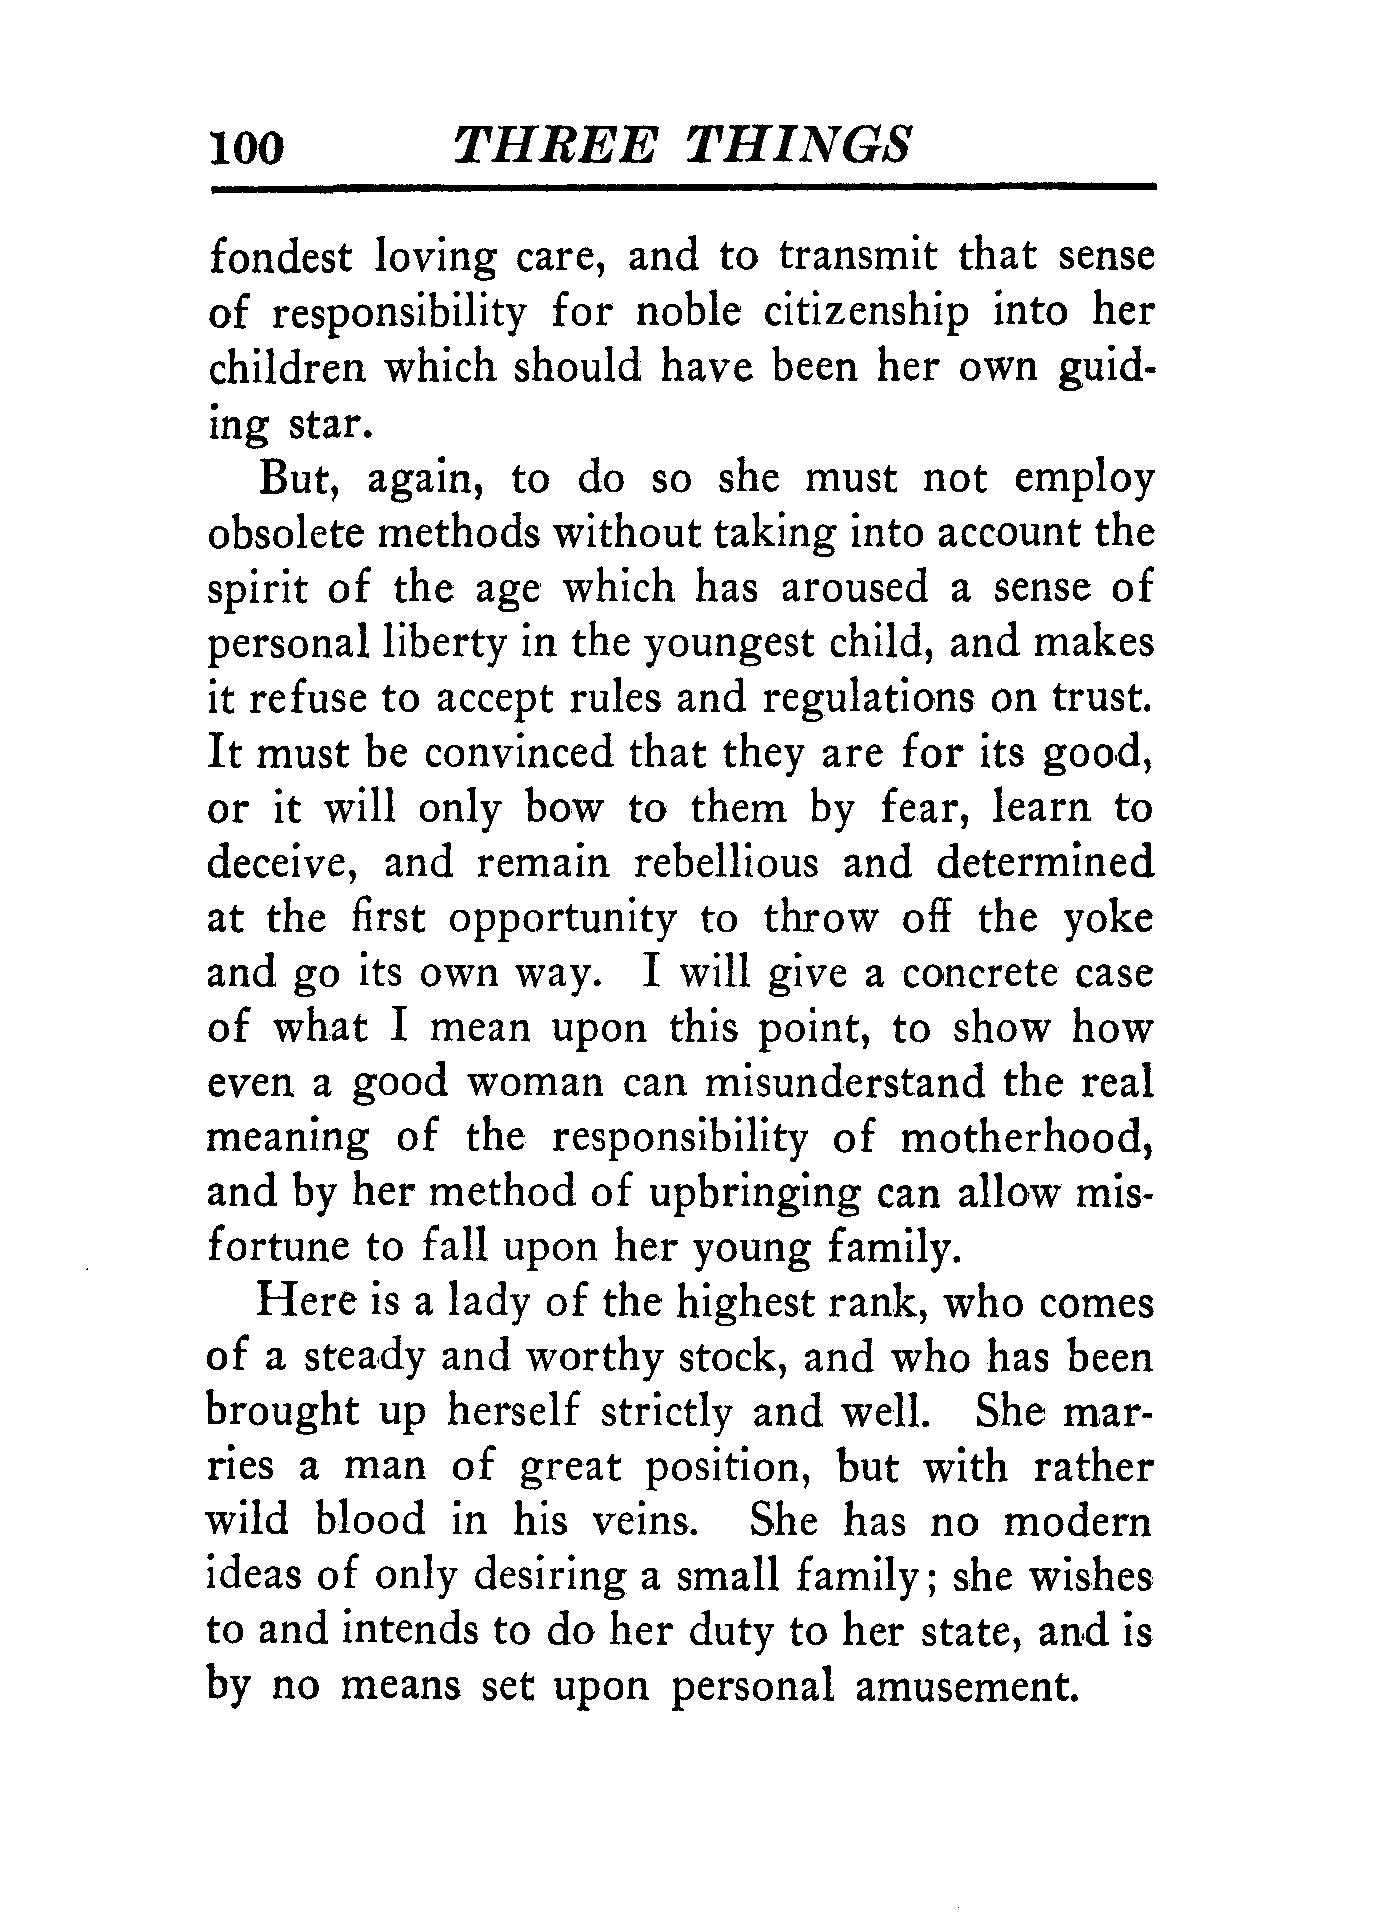 100 THREE THINGS
fondest loving care, and to transmit that sense
of responsibility for noble citizenship into her
children which should have been her own guid-
ing star.
But, again, to do so she must not employ
obsolete methods without taking into account the
spirit of the age which has aroused a sense of
personal liberty in the youngest child, and makes
it refuse to accept rules and regulations on trust.
It must be convinced that they are for its good,
or it will only bow to them by fear, learn to
deceive, and remain rebellious and determined
at the first opportunity to throw off the yoke
and go its own way. I will give a concrete case
of what I mean upon this point, to show how
even a good woman can misunderstand the real
meaning of the responsibility of motherhood,
and by her method of upbringing can allow mis-
fortune to fall upon her young family.
Here is a lady of the highest rank, who comes
of a steady and worthy stock, and who has been
brought up herself strictly and well. She mar-
ries a man of great position, but with rather
wild blood in his veins. She has no modern
ideas of only desiring a small family; she wishes
to and intends to do her duty to her state, and is
by no means set upon personal amusement.